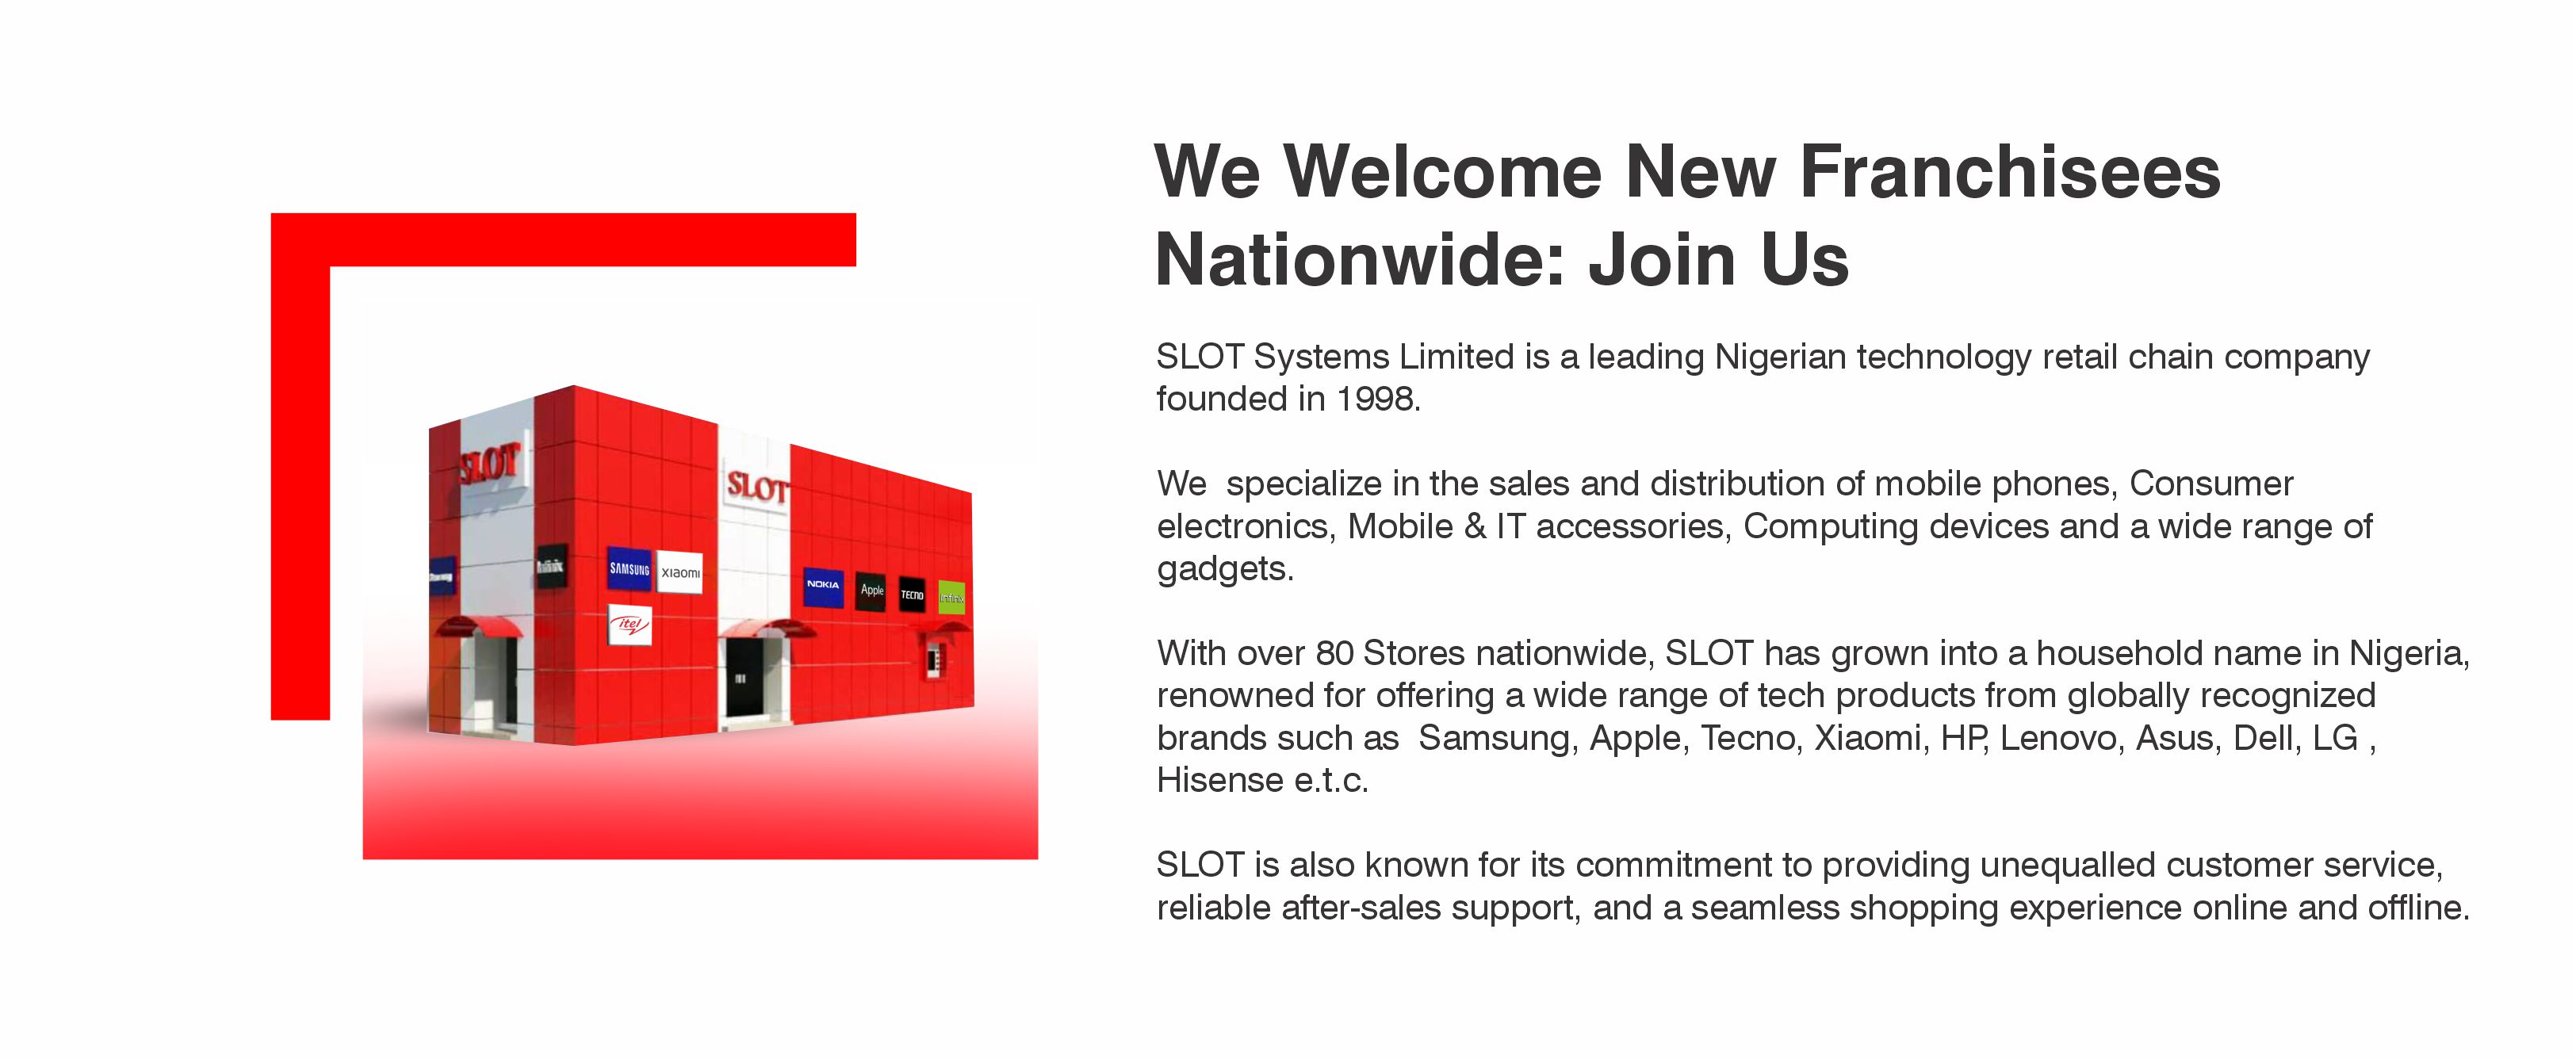 We Welcome New Franchisees
Nationwide: Join Us
SLOT Systems Limited is a leading Nigerian technology retail chain company
founded in 1998.
We  specialize in the sales and distribution of mobile phones, Consumer
electronics, Mobile & IT accessories, Computing devices and a wide range of
gadgets.
With over 80 Stores nationwide, SLOT has grown into a household name in Nigeria,
renowned for offering a wide range of tech products from globally recognized
brands such as  Samsung, Apple, Tecno, Xiaomi, HP, Lenovo, Asus, Dell, LG ,
Hisense e.t.c.
SLOT is also known for its commitment to providing unequalled customer service,
reliable after-sales support, and a seamless shopping experience online and offline.
SLOT
SLOT
SAMSUNG
xiaomi
itel
NOKIA
Apple
TECNO
Infinix